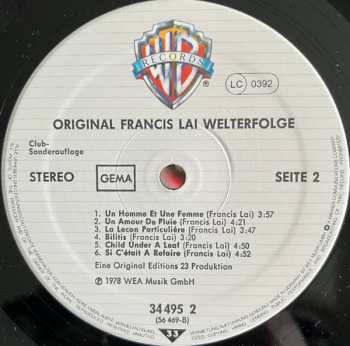 WB
RECORDS
®
LC 0392
ORIGINAL FRANCIS LAI WELTERFOLGE
Club-
Sonderauflage
STEREO GEMA SEITE 2
1. Un Homme Et Une Femme (Francis Lai) 3:57
2. Un Amour De Pluie (Francis Lai) 4:21
3. La Lecon Particulière (Francis Lai) 3:48
4. Bilitis (Francis Lai) 3:20
5. Child Under A Leaf (Francis Lai) 4:44
6. Si C'était A Refaire (Francis Lai) 4:52
Eine Original Editions 23 Produktion
Ⓟ 1978 WEA Musik GmbH
34 495 2
(56 469-B)
33